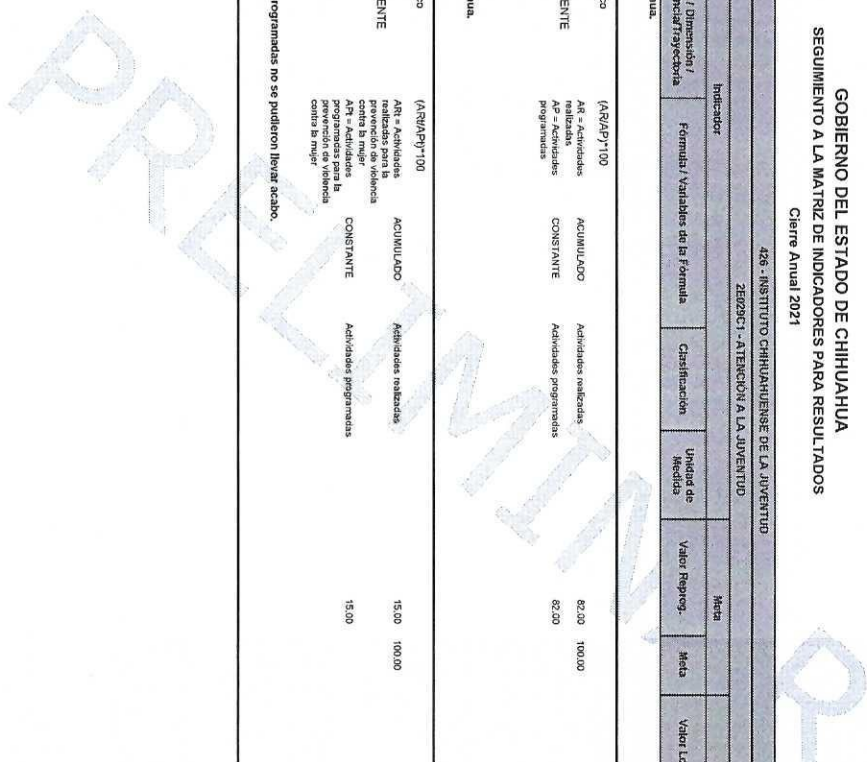 GOBIERNO DEL ESTADO DE CHIHUAHUA
SEGUIMIENTO A LA MATRIZ DE INDICADORES PARA RESULTADOS
Cierre Anual 2021
426 - INSTITUTO CHIHUAHUENSE DE LA JUVENTUD
2E029C1 - ATENCIÓN A LA JUVENTUD
Indicador Meta
/ Dimensión / Fórmula / Variables de la Fórmula Clasificación Unidad de Valor Reprog. Meta Valor Lo
ncia/Trayectoria Medida
ua.
co (AR/AP)*100
ENTE AR = Actividades ACUMULADO Actividades realizadas 82.00 100.00
realizadas
AP = Actividades CONSTANTE Actividades programadas 82.00
programadas
ua.
co (ARt/APt)*100
ENTE ARt = Actividades ACUMULADO Actividades realizadas 15.00 100.00
realizadas para la
prevención de violencia
contra la mujer
APt = Actividades CONSTANTE Actividades programadas 15.00
programadas para la
prevención de violencia
contra la mujer
rogramadas no se pudieron llevar acabo.
PRELIMIN R